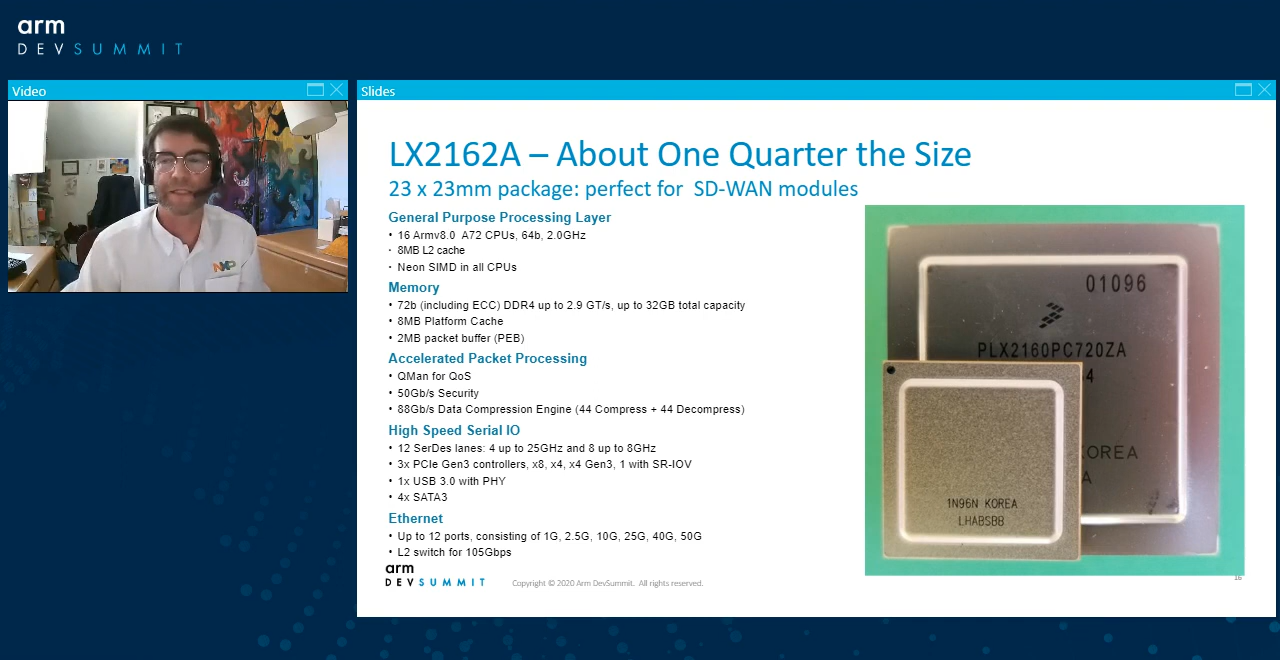 arm
DEVSUMMIT
Video
Slides
NXP
LX2162A – About One Quarter the Size
23 x 23mm package: perfect for SD-WAN modules
General Purpose Processing Layer
• 16 Armv8.0 A72 CPUs, 64b, 2.0GHz
• 8MB L2 cache
• Neon SIMD in all CPUs
Memory
• 72b (including ECC) DDR4 up to 2.9 GT/s, up to 32GB total capacity
• 8MB Platform Cache
• 2MB packet buffer (PEB)
Accelerated Packet Processing
• QMan for QoS
• 50Gb/s Security
• 88Gb/s Data Compression Engine (44 Compress + 44 Decompress)
High Speed Serial IO
• 12 SerDes lanes: 4 up to 25GHz and 8 up to 8GHz
• 3x PCIe Gen3 controllers, x8, x4, x4 Gen3, 1 with SR-IOV
• 1x USB 3.0 with PHY
• 4x SATA3
Ethernet
• Up to 12 ports, consisting of 1G, 2.5G, 10G, 25G, 40G, 50G
• L2 switch for 105Gbps
01096
PLX2160PC720ZA
4
OREA
A
1N96N KOREA
LHABSBB
arm
DEVSUMMIT
Copyright © 2020 Arm DevSummit. All rights reserved.